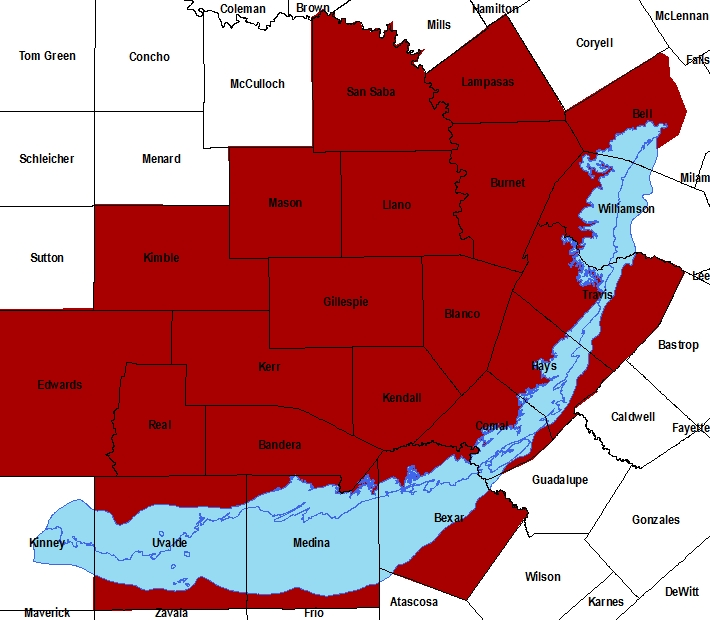 Coleman
Brown
Hamilton
McLennan
Mills
Coryell
Tom Green
Concho
Falls
McCulloch
Lampasas
San Saba
Bell
Schleicher
Menard
Milam
Burnet
Mason
Llano
Williamson
Sutton
Kimble
Lee
Travis
Gillespie
Blanco
Bastrop
Kerr
Hays
Edwards
Kendall
Caldwell
Real
Comal
Fayette
Bandera
Guadalupe
Bexar
Gonzales
Kinney
Uvalde
Medina
Wilson
DeWitt
Atascosa
Karnes
Maverick
Zavala
Frio